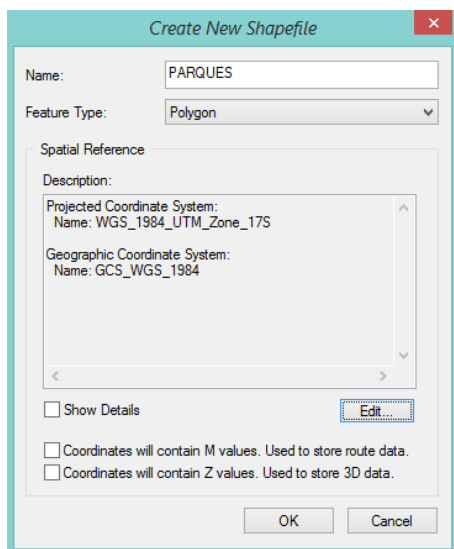 Create New Shapefile
Name: PARQUES
Feature Type: Polygon
Spatial Reference
Description:
Projected Coordinate System:
Name: WGS_1984_UTM_Zone_17S
Geographic Coordinate System:
Name: GCS_WGS_1984
Show Details
Edit...
Coordinates will contain M values. Used to store route data.
Coordinates will contain Z values. Used to store 3D data.
OK Cancel